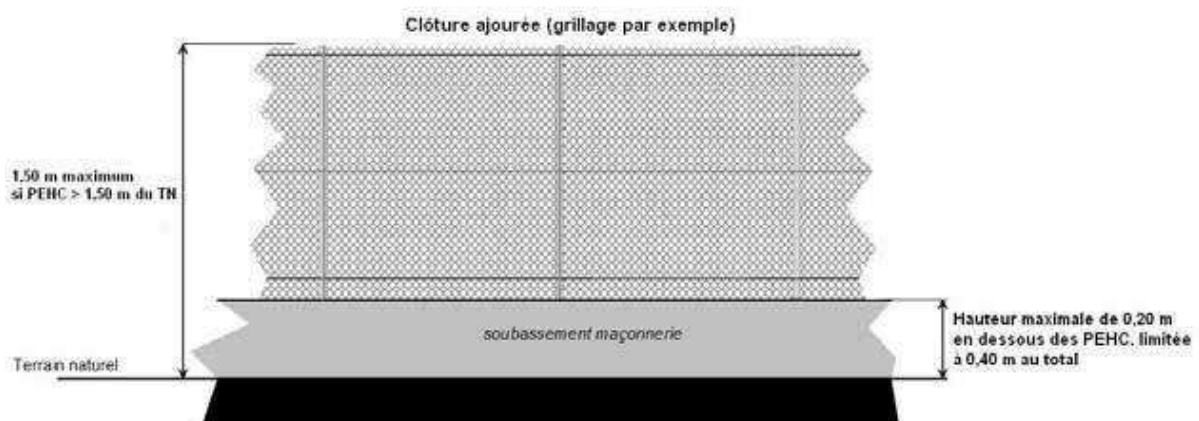 Clôture ajourée (grillage par exemple)
1,50 m maximum
si PEHC > 1,50 m du TN
soubassement maçonnerie
Hauteur maximale de 0,20 m
en dessous des PEHC. limitée
à 0,40 m au total
Terrain naturel